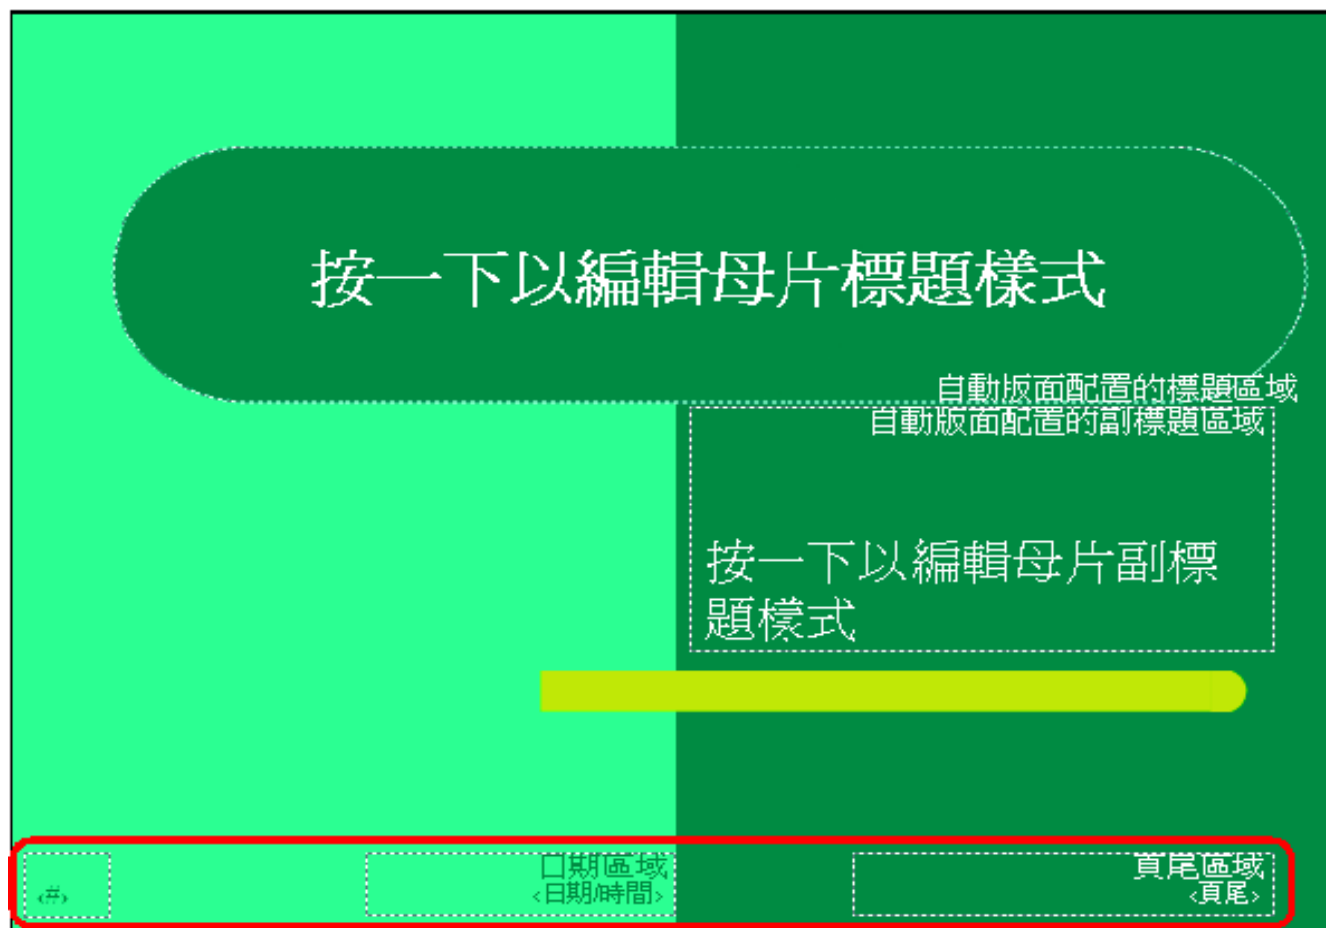 按一下以編輯母片標題樣式
自動版面配置的標題區域
自動版面配置的副標題區域
按一下以編輯母片副標
題樣式
日期區域
頁尾區域
‹#›
<日期/時間>
<頁尾>